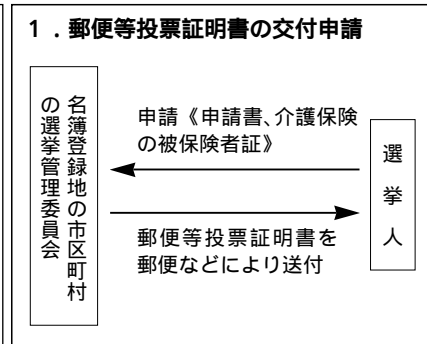 1．郵便等投票証明書の交付申請
名簿登録地の市区町村
の選挙管理委員会
申請《申請書、介護保険
の被保険者証》
郵便等投票証明書を
郵便などにより送付
選挙人